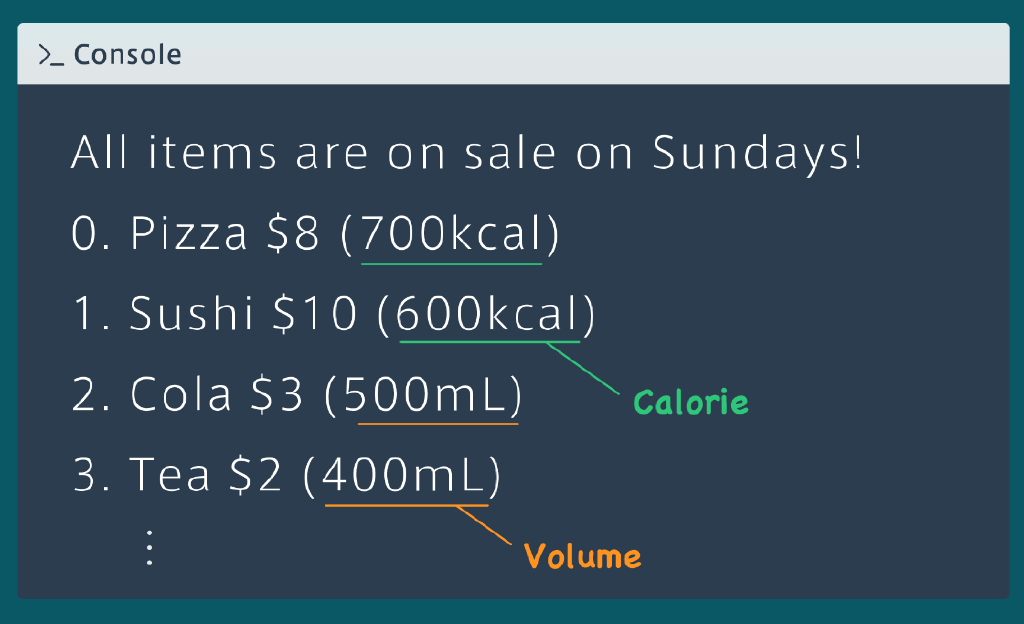 >_ Console
All items are on sale on Sundays!
0. Pizza $8 (700kcal)
1. Sushi $10 (600kcal)
2. Cola $3 (500mL)
Calorie
3. Tea $2 (400mL)
Volume